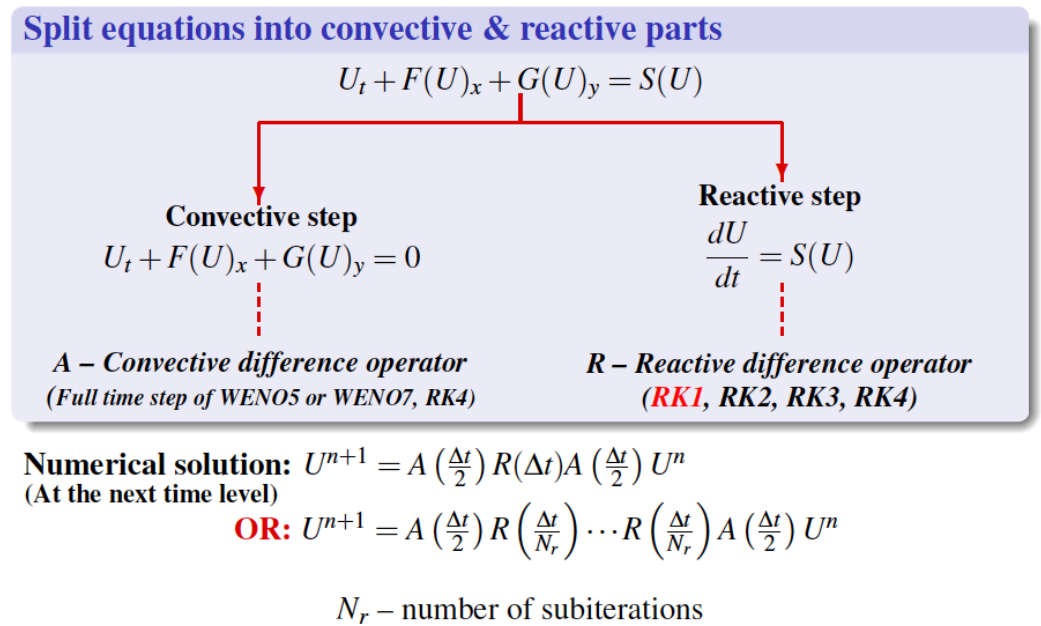 Split equations into convective & reactive parts
U_t + F(U)_x + G(U)_y = S(U)
Convective step
U_t + F(U)_x + G(U)_y = 0
Reactive step
dU/dt = S(U)
A – Convective difference operator
(Full time step of WENO5 or WENO7, RK4)
R – Reactive difference operator
(RK1, RK2, RK3, RK4)
Numerical solution: U^{n+1} = A (Δt/2) R(Δt)A (Δt/2) U^n
(At the next time level)
OR: U^{n+1} = A (Δt/2) R (Δt/N_r) ··· R (Δt/N_r) A (Δt/2) U^n
N_r – number of subiterations